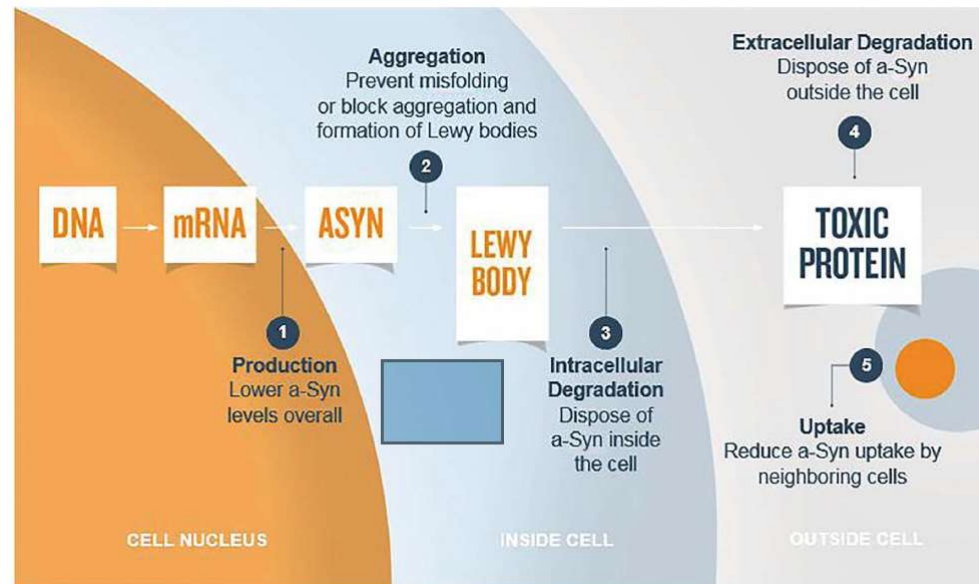 Aggregation
Prevent misfolding
or block aggregation and
formation of Lewy bodies
2
Extracellular Degradation
Dispose of a-Syn
outside the cell
4
DNA
mRNA
ASYN
LEWY
BODY
TOXIC
PROTEIN
1
Production
Lower a-Syn
levels overall
3
Intracellular
Degradation
Dispose of
a-Syn inside
the cell
5
Uptake
Reduce a-Syn uptake by
neighboring cells
CELL NUCLEUS
INSIDE CELL
OUTSIDE CELL